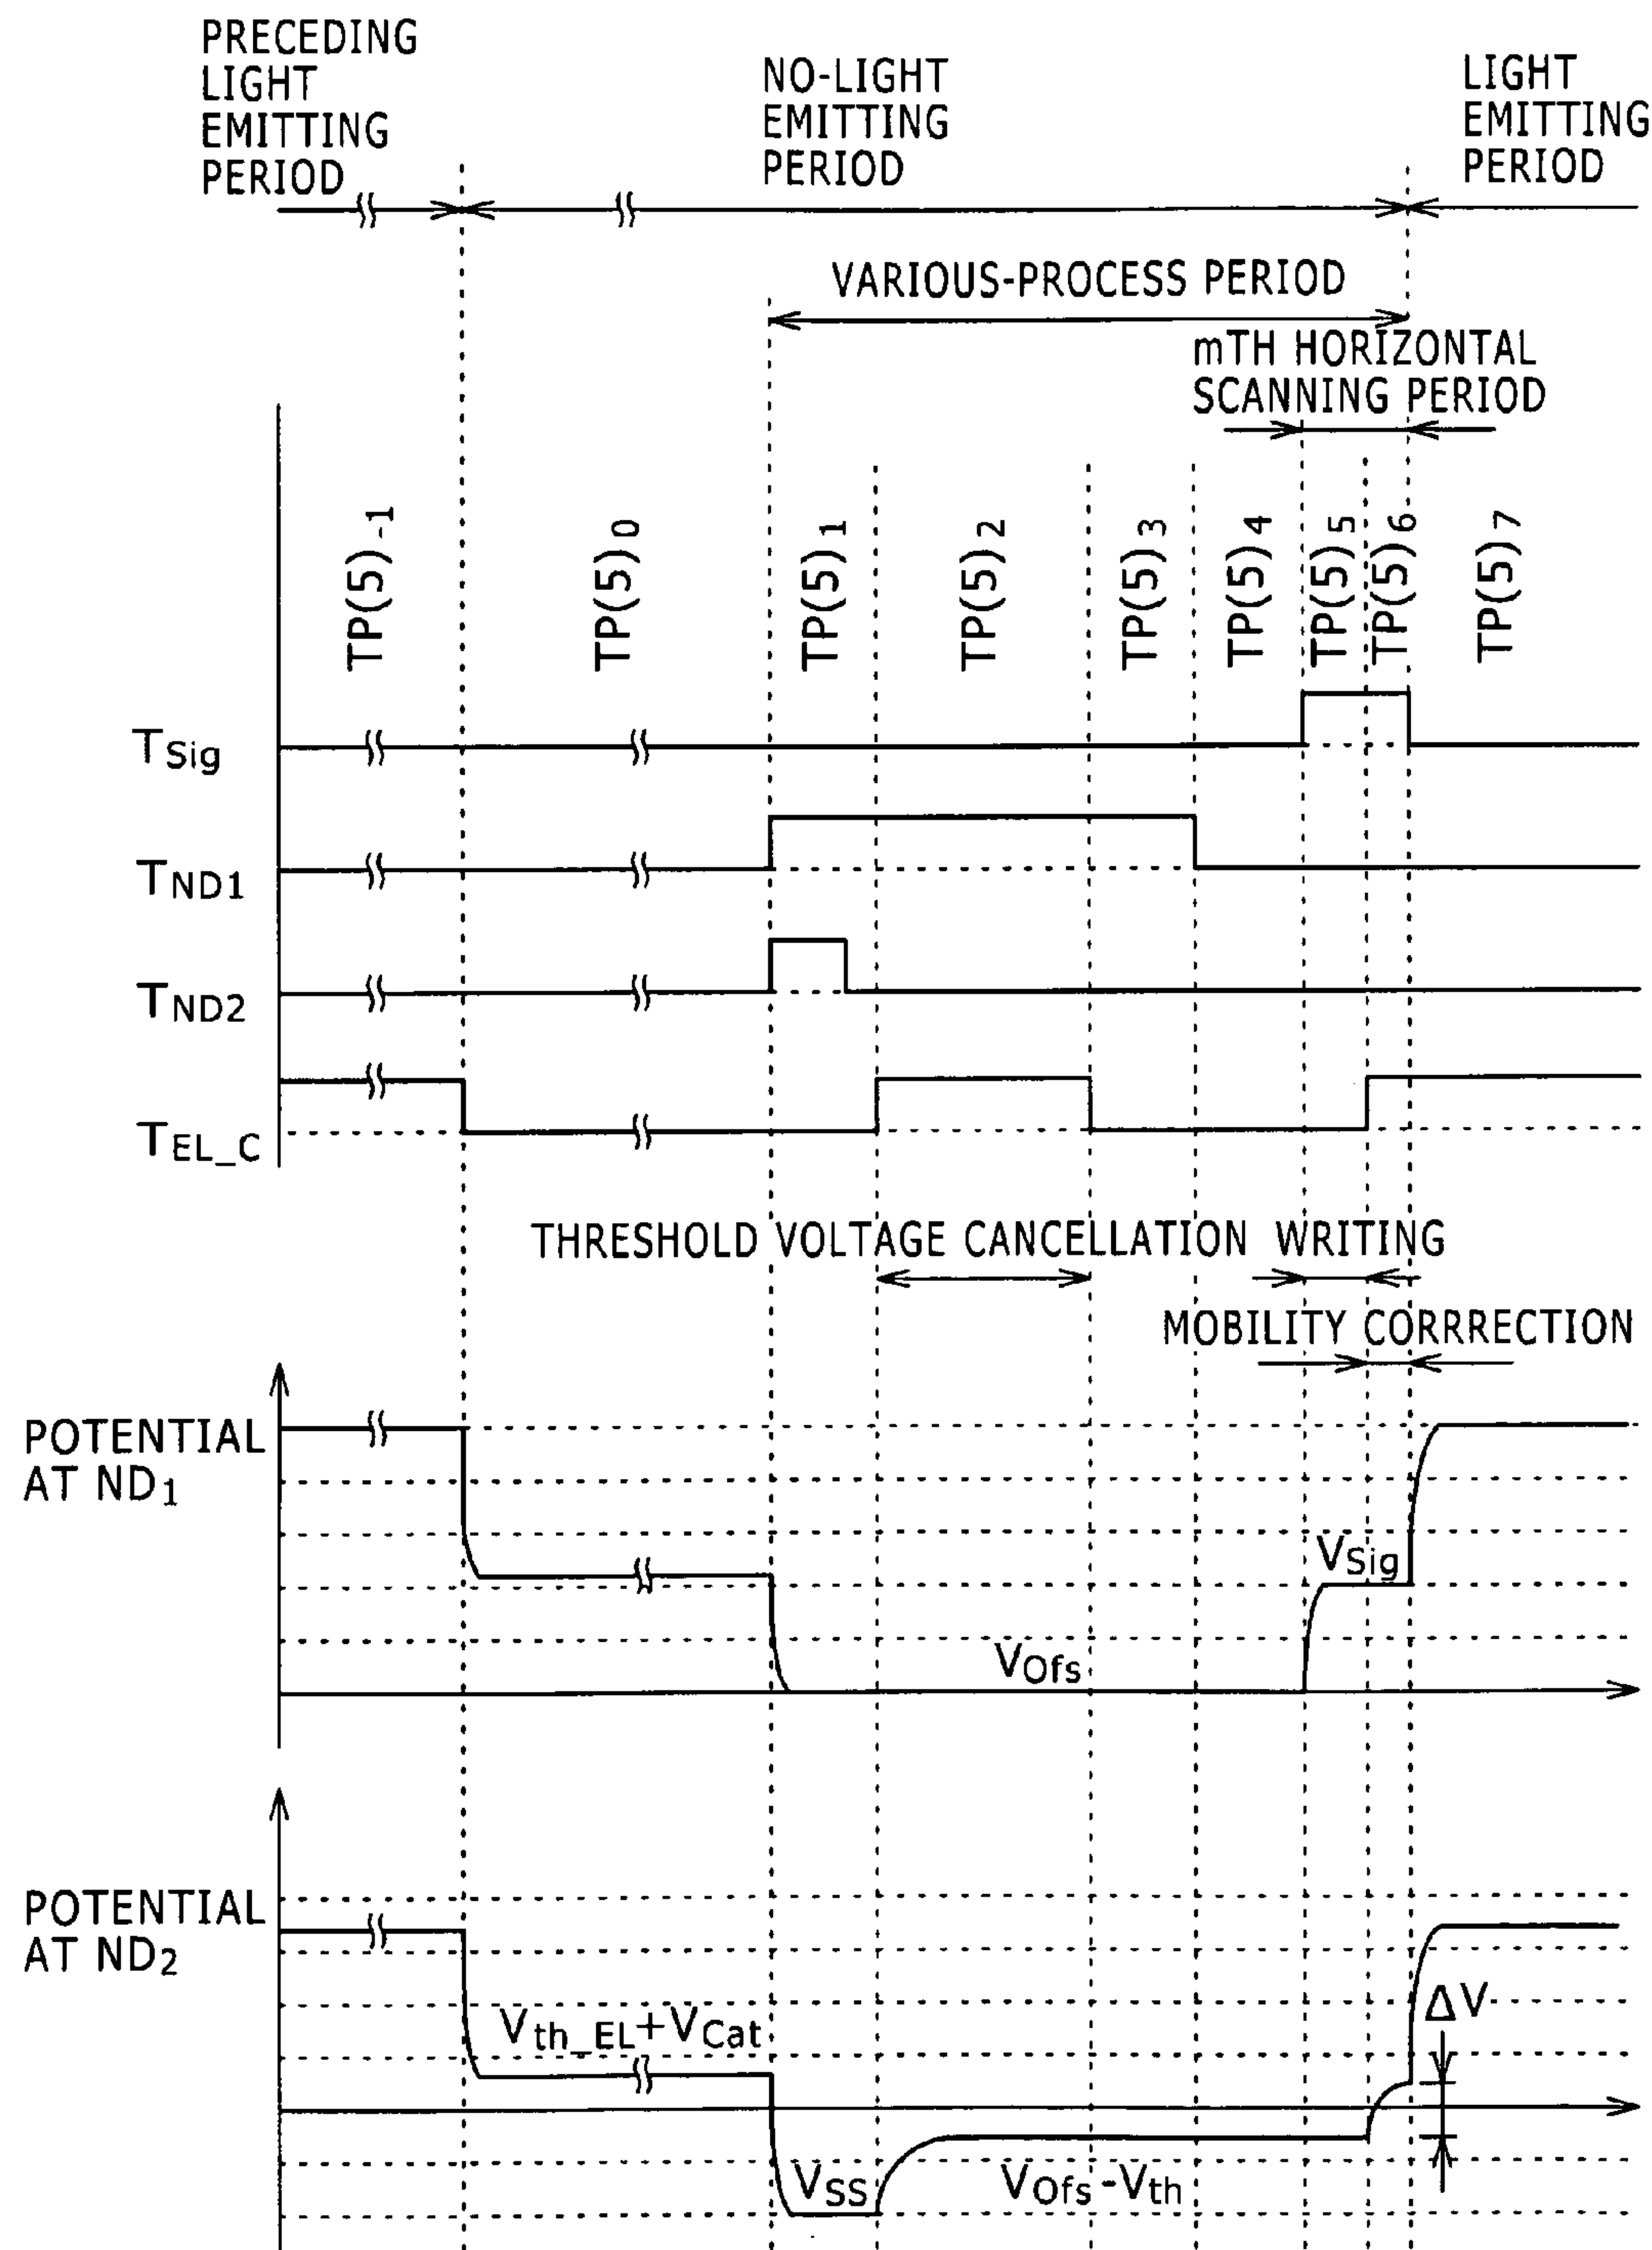 PRECEDING
LIGHT
EMITTING
PERIOD
NO-LIGHT
EMITTING
PERIOD
LIGHT
EMITTING
PERIOD
VARIOUS-PROCESS PERIOD
mTH HORIZONTAL
SCANNING PERIOD
TP(5)-1
TP(5)0
TP(5)1
TP(5)2
TP(5)3
TP(5)4
TP(5)5
TP(5)6
TP(5)7
TSig
TND1
TND2
TEL_C
THRESHOLD VOLTAGE CANCELLATION
WRITING
MOBILITY CORRRECTION
POTENTIAL
AT ND1
VSig
VOfs
POTENTIAL
AT ND2
Vth_EL+VCat
ΔV
VSS
VOfs-Vth